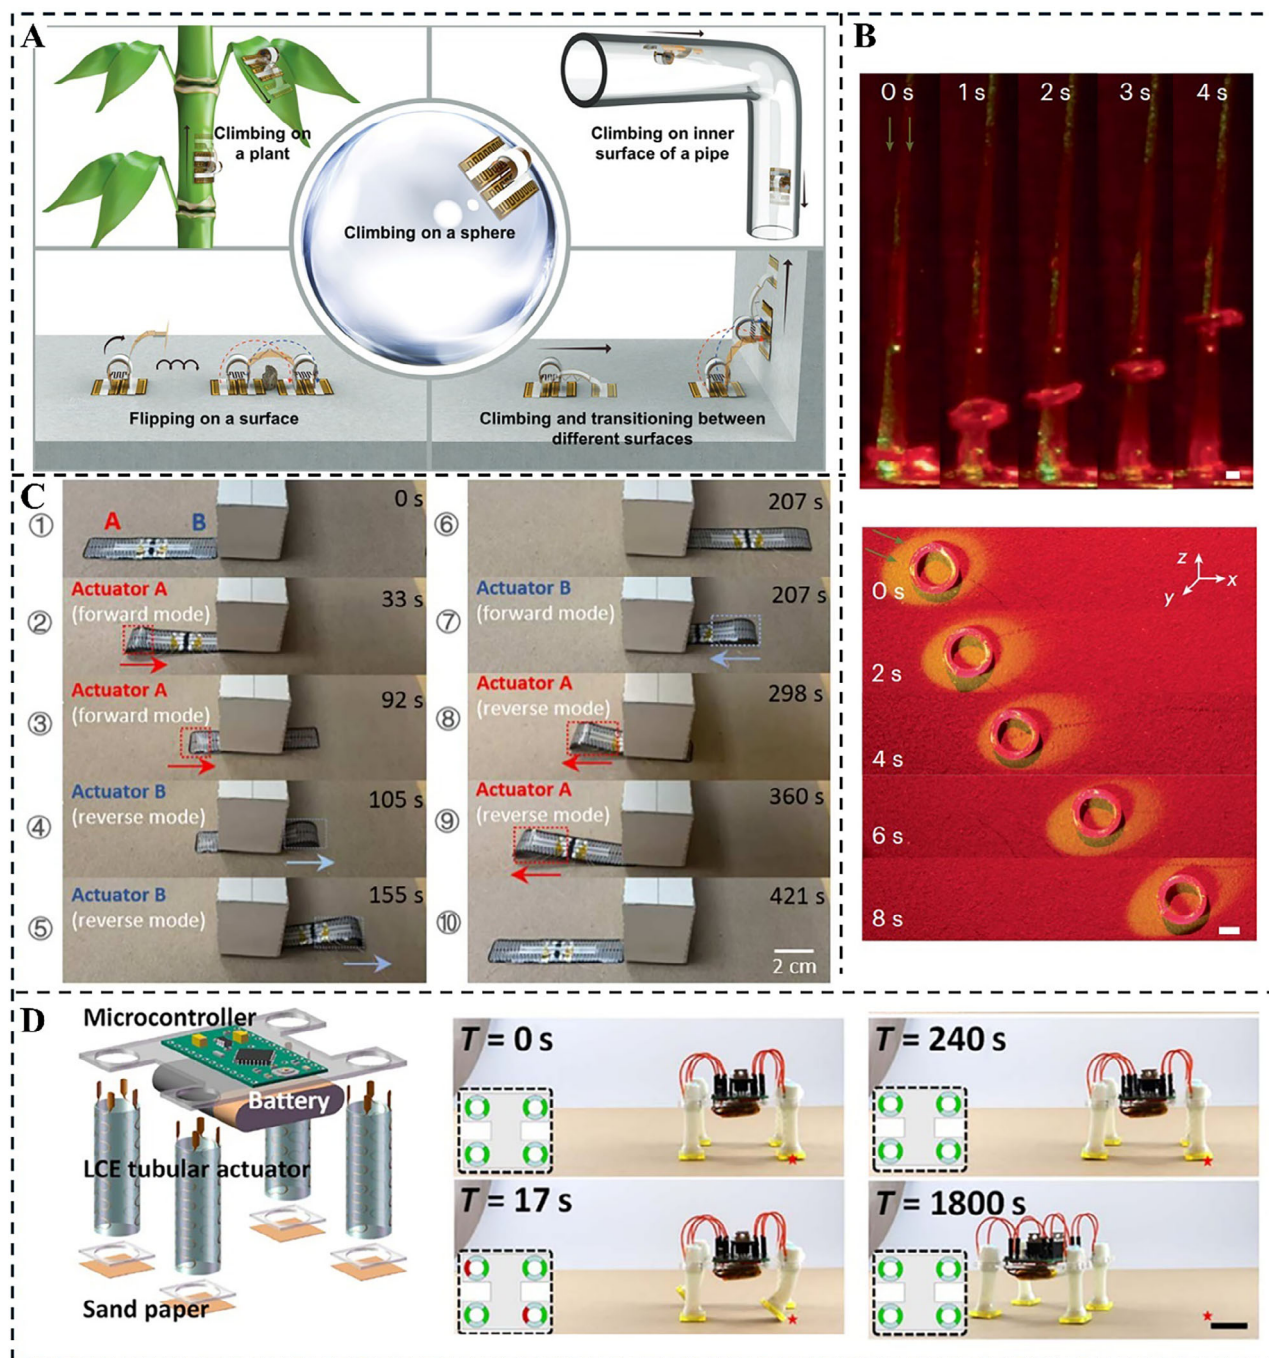 A
Climbing on
a plant
Climbing on inner
surface of a pipe
Climbing on a sphere
Flipping on a surface
Climbing and transitioning between
different surfaces
B
0 s
1 s
2 s
3 s
4 s
z
x
y
0 s
2 s
4 s
6 s
8 s
C
①
A
B
0 s
②
Actuator A
(forward mode)
33 s
③
Actuator A
(forward mode)
92 s
④
Actuator B
(reverse mode)
105 s
⑤
Actuator B
(reverse mode)
155 s
⑥
207 s
⑦
Actuator B
(forward mode)
207 s
⑧
Actuator A
(reverse mode)
298 s
⑨
Actuator A
(reverse mode)
360 s
⑩
421 s
2 cm
D
Microcontroller
Battery
LCE tubular actuator
Sand paper
T = 0 s
T = 17 s
T = 240 s
T = 1800 s